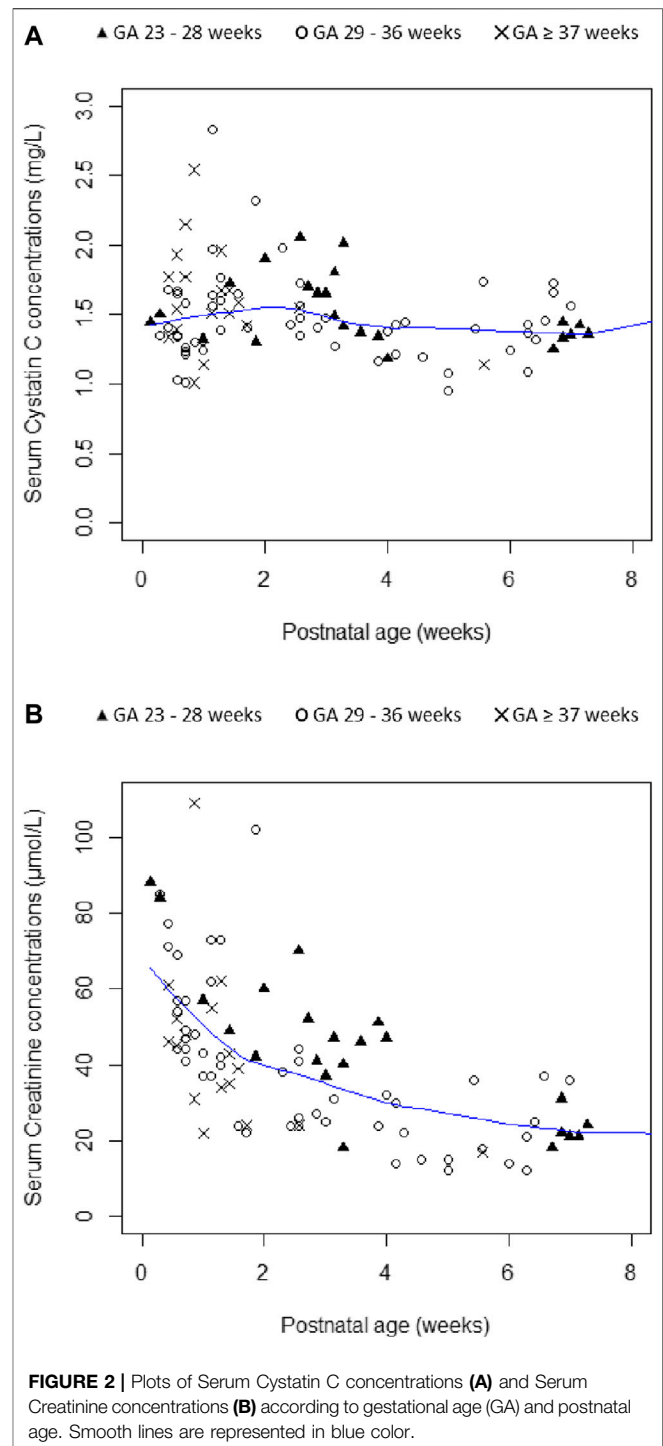 A
▲ GA 23 - 28 weeks O GA 29 - 36 weeks × GA ≥ 37 weeks
Serum Cystatin C concentrations (mg/L)
3.0
2.5
2.0
1.5
1.0
0.5
0.0
0 2 4 6 8
Postnatal age (weeks)
B
▲ GA 23 - 28 weeks O GA 29 - 36 weeks × GA ≥ 37 weeks
Serum Creatinine concentrations (µmol/L)
100
80
60
40
20
0
0 2 4 6 8
Postnatal age (weeks)
FIGURE 2 | Plots of Serum Cystatin C concentrations (A) and Serum
Creatinine concentrations (B) according to gestational age (GA) and postnatal
age. Smooth lines are represented in blue color.